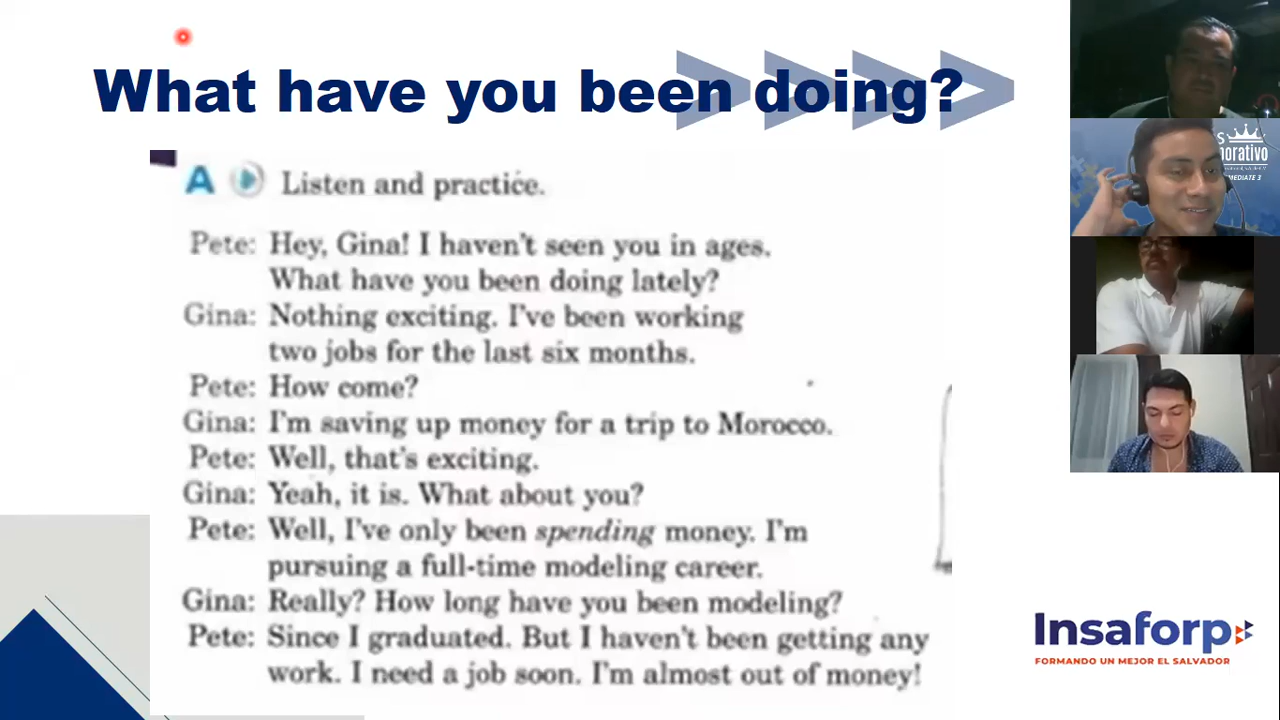 What have you been doing?
A Listen and practice.
Pete: Hey, Gina! I haven't seen you in ages.
What have you been doing lately?
Gina: Nothing exciting. I've been working
two jobs for the last six months.
Pete: How come?
Gina: I'm saving up money for a trip to Morocco.
Pete: Well, that's exciting.
Gina: Yeah, it is. What about you?
Pete: Well, I've only been spending money. I'm
pursuing a full-time modeling career.
Gina: Really? How long have you been modeling?
Pete: Since I graduated. But I haven't been getting any
work. I need a job soon. I'm almost out of money!
Insaforp
FORMANDO UN MEJOR EL SALVADOR